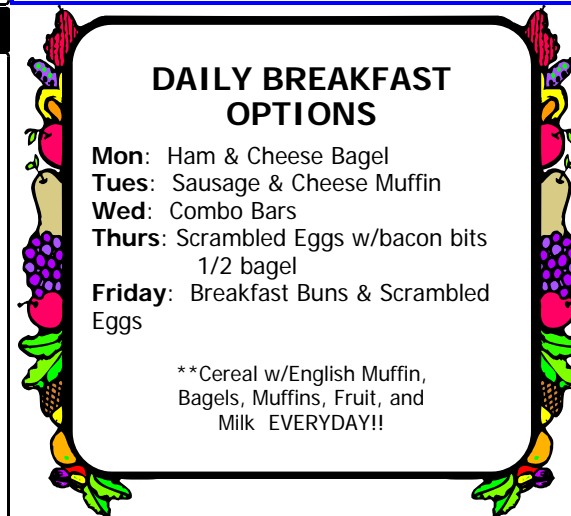 DAILY BREAKFAST
OPTIONS
Mon: Ham & Cheese Bagel
Tues: Sausage & Cheese Muffin
Wed: Combo Bars
Thurs: Scrambled Eggs w/bacon bits
1/2 bagel
Friday: Breakfast Buns & Scrambled
Eggs
**Cereal w/English Muffin,
Bagels, Muffins, Fruit, and
Milk EVERYDAY!!